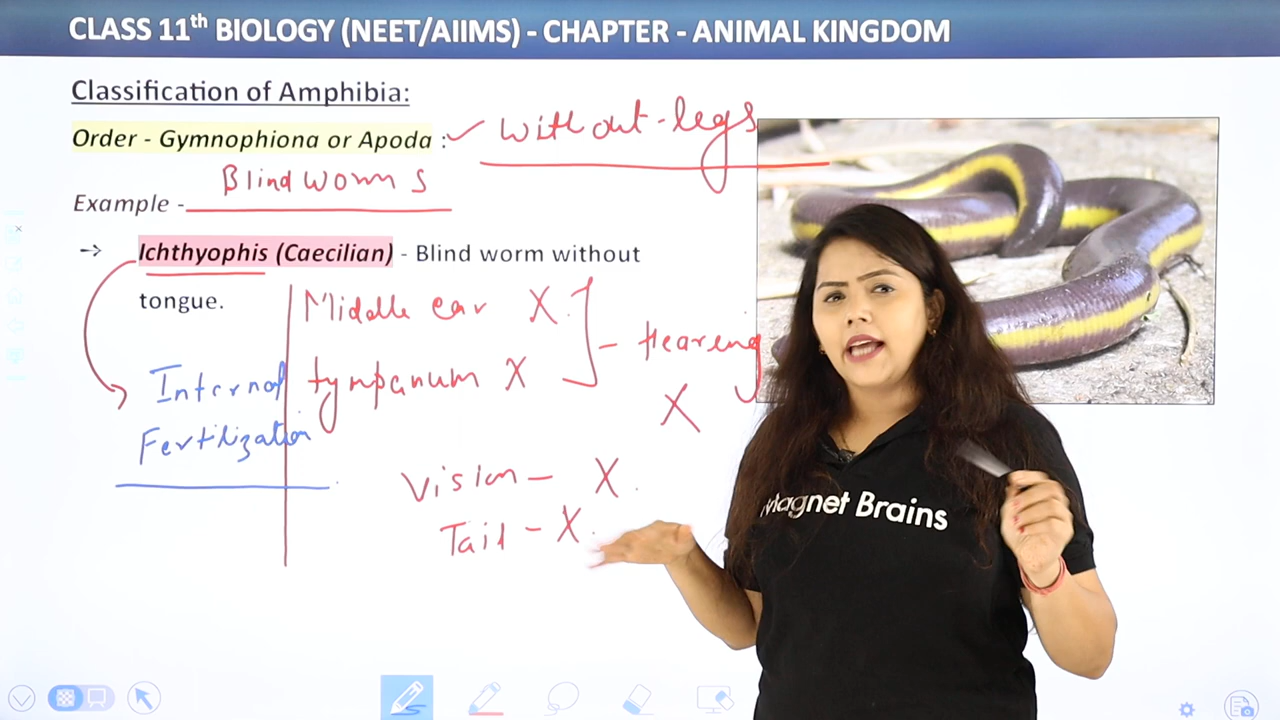 CLASS 11th BIOLOGY (NEET/AIIMS) - CHAPTER - ANIMAL KINGDOM
Classification of Amphibia:
Order - Gymnophiona or Apoda : ✓ without-legs
Blind worms
Example -
-> Ichthyophis (Caecilian) - Blind worm without
tongue.
Middle ear X
tympanum X
- Hearing
X
Internal
Fertilization
Vision - X
Tail - X
Magnet Brains